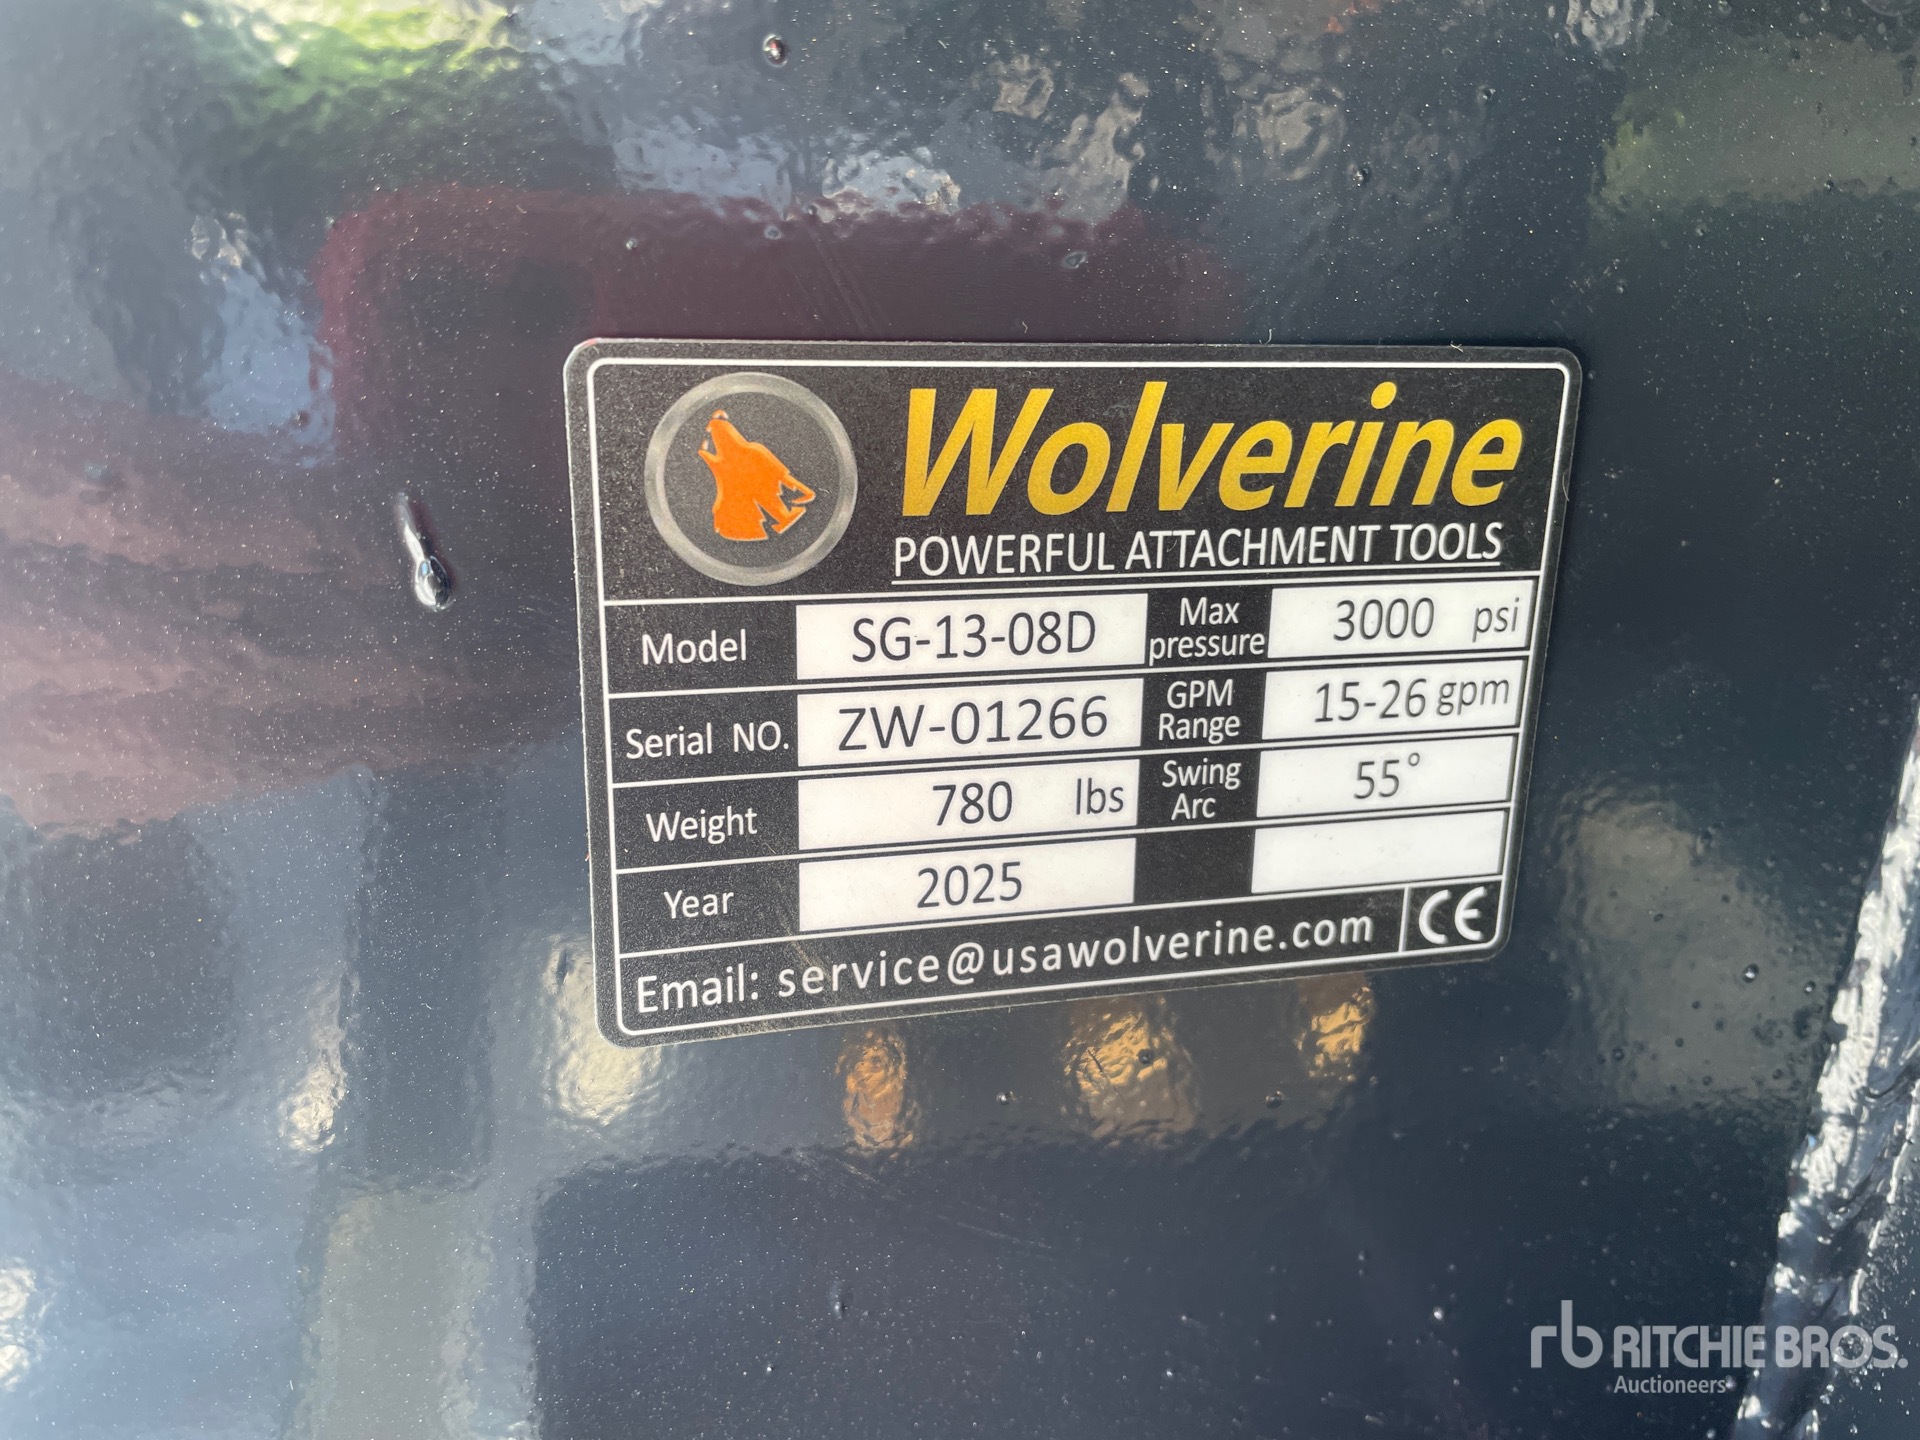 Wolverine
POWERFUL ATTACHMENT TOOLS
Model SG-13-08D Max pressure 3000 psi
Serial NO. ZW-01266 GPM Range 15-26 gpm
Weight 780 lbs Swing Arc 55°
Year 2025
Email: service@usawolverine.com CE
rb RITCHIE BROS.
Auctioneers